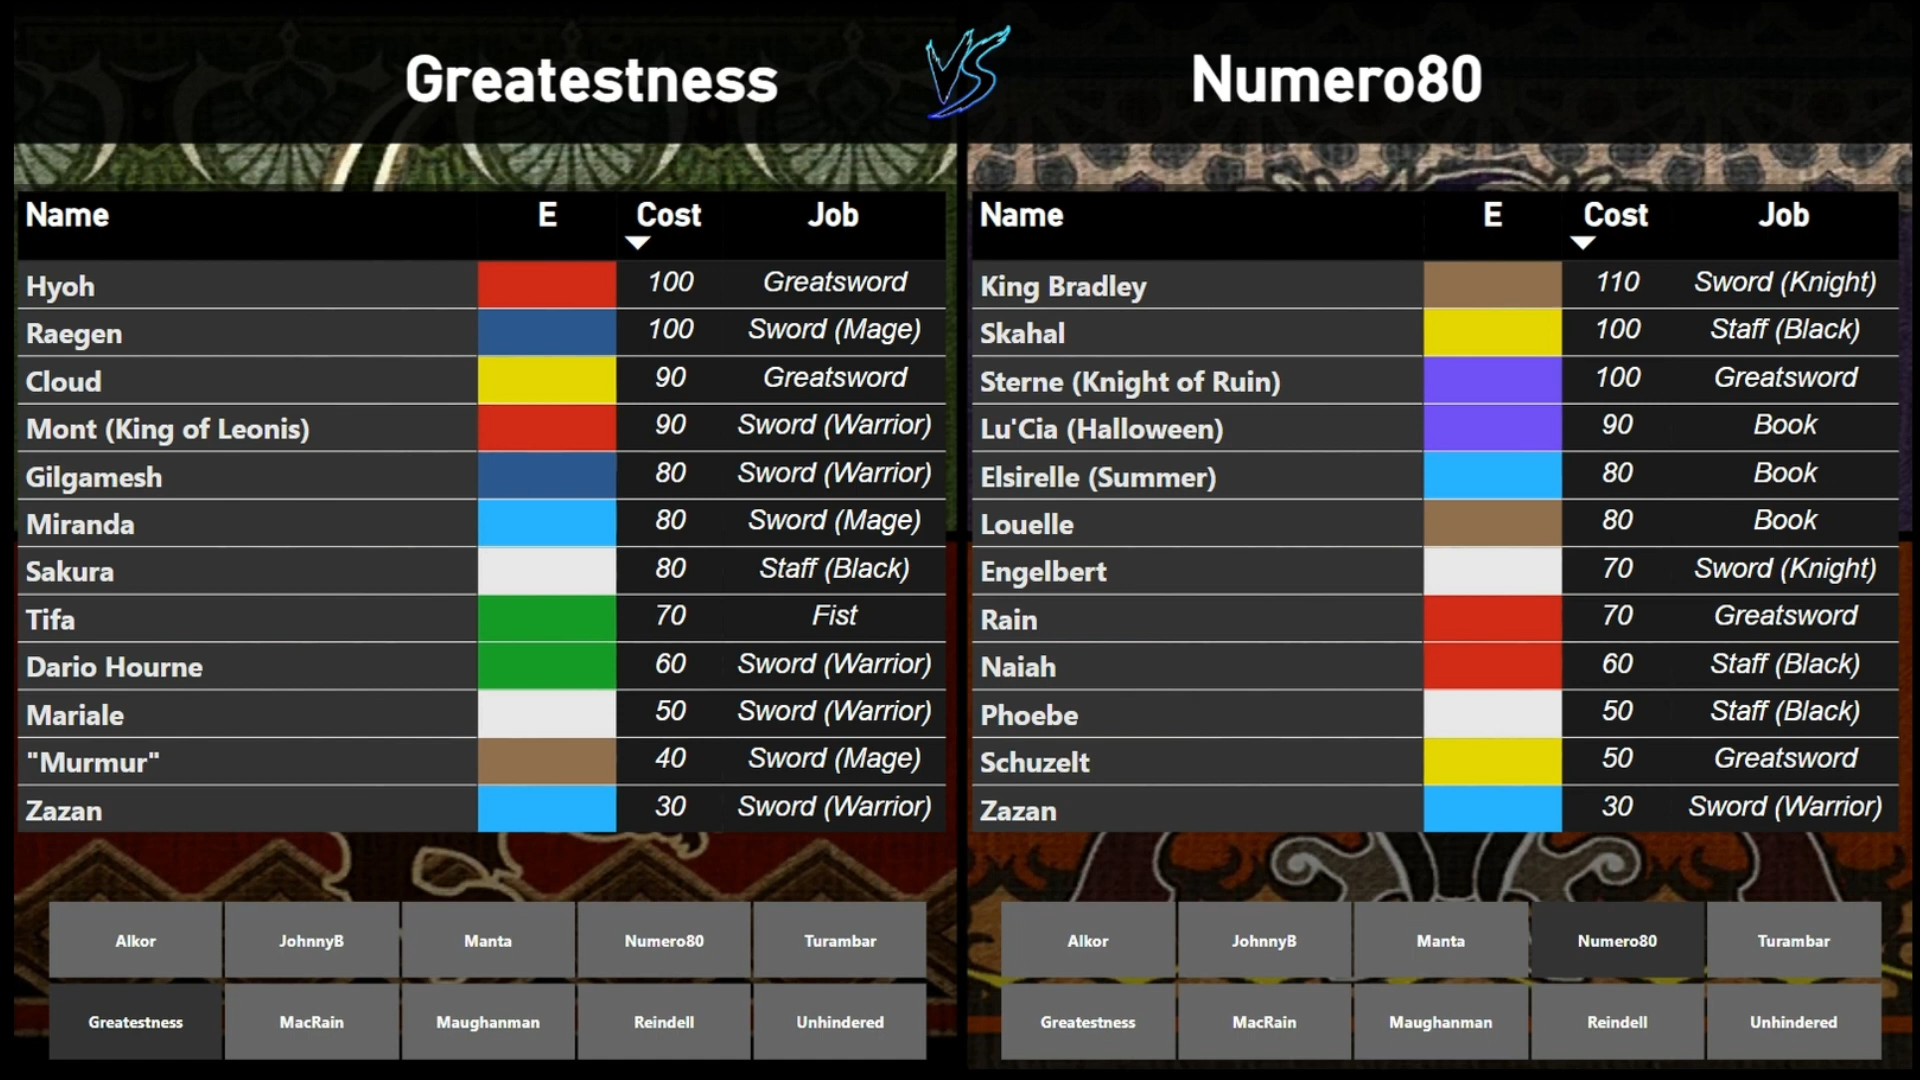 Greatestness VS Numero80
Name E Cost Job
Hyoh 100 Greatsword
Raegen 100 Sword (Mage)
Cloud 90 Greatsword
Mont (King of Leonis) 90 Sword (Warrior)
Gilgamesh 80 Sword (Warrior)
Miranda 80 Sword (Mage)
Sakura 80 Staff (Black)
Tifa 70 Fist
Dario Hourne 60 Sword (Warrior)
Mariale 50 Sword (Warrior)
"Murmur" 40 Sword (Mage)
Zazan 30 Sword (Warrior)
Name E Cost Job
King Bradley 110 Sword (Knight)
Skahal 100 Staff (Black)
Sterne (Knight of Ruin) 100 Greatsword
Lu'Cia (Halloween) 90 Book
Elsirelle (Summer) 80 Book
Louelle 80 Book
Engelbert 70 Sword (Knight)
Rain 70 Greatsword
Naiah 60 Staff (Black)
Phoebe 50 Staff (Black)
Schuzelt 50 Greatsword
Zazan 30 Sword (Warrior)
Alkor JohnnyB Manta Numero80 Turambar
Greatestness MacRain Maughanman Reindell Unhindered
Alkor JohnnyB Manta Numero80 Turambar
Greatestness MacRain Maughanman Reindell Unhindered